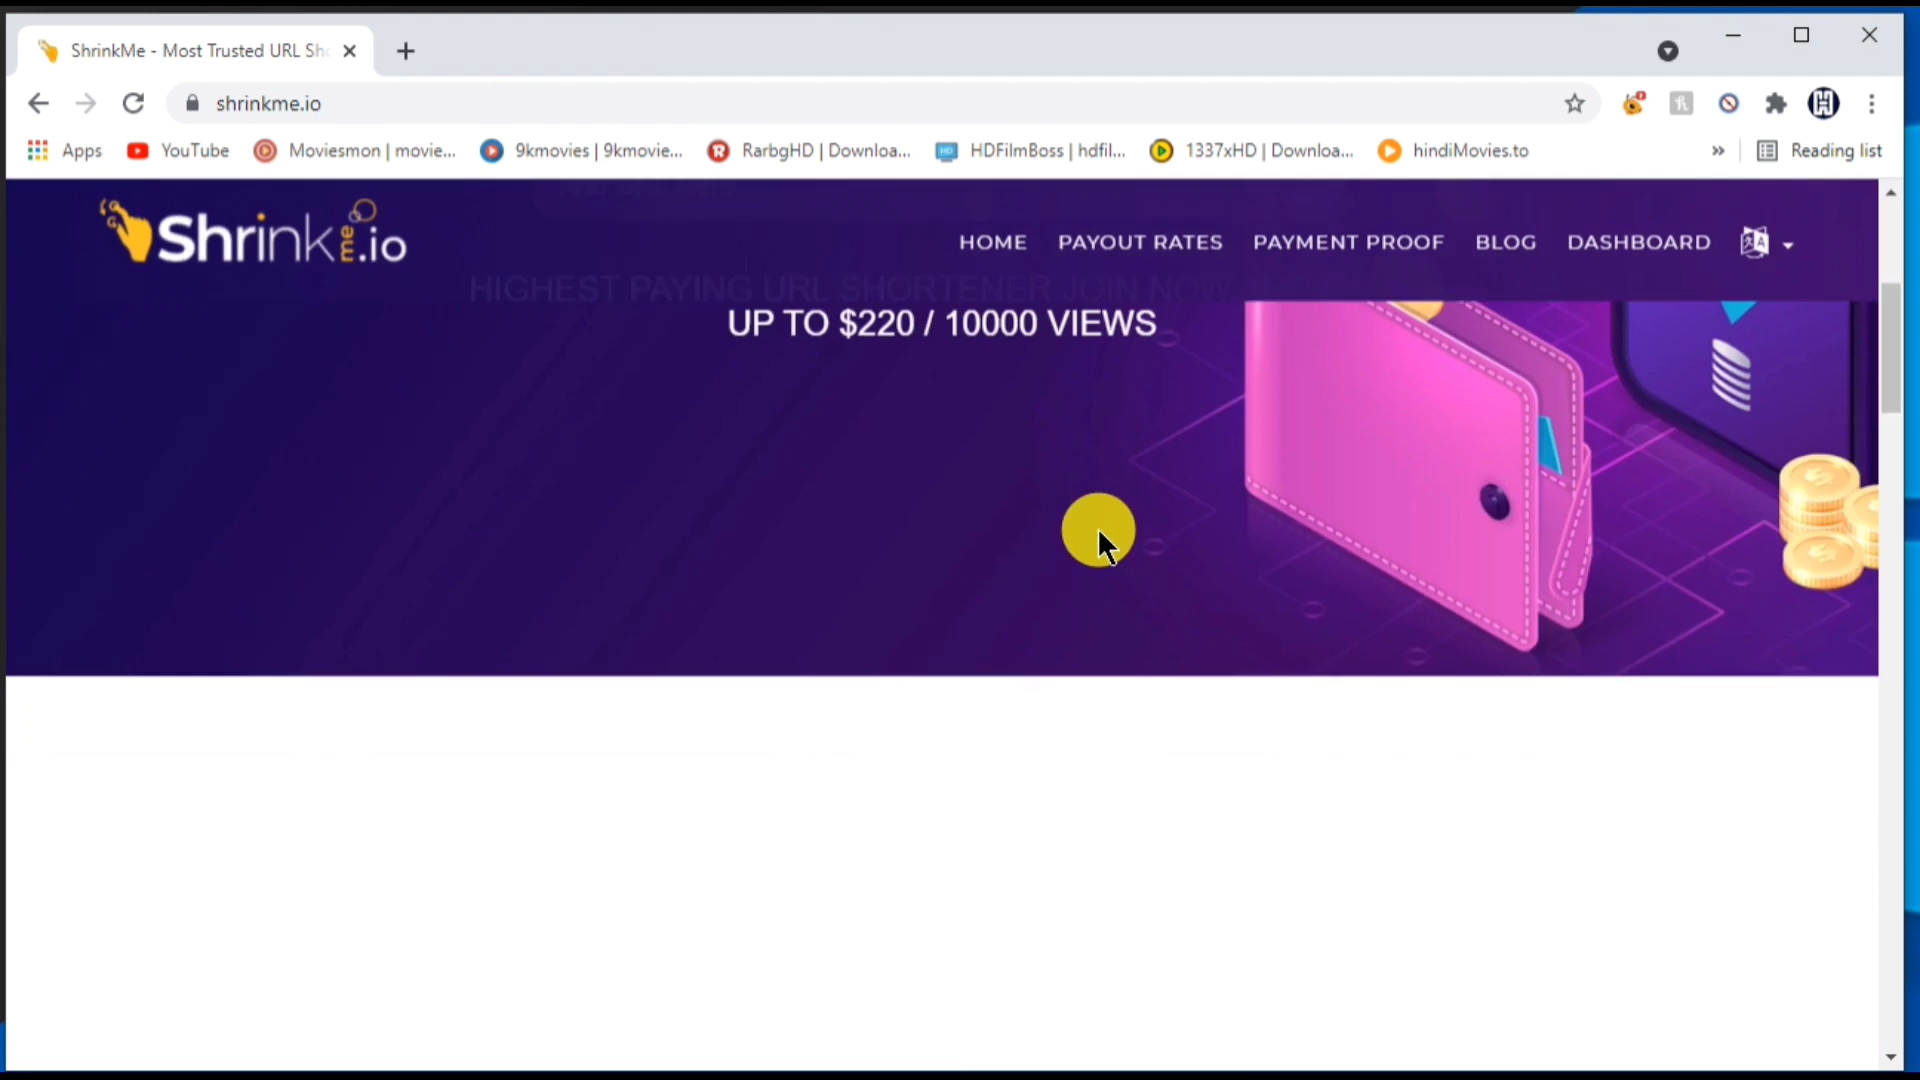 ShrinkMe - Most Trusted URL Sho
shrinkme.io
Apps YouTube Moviesmon | movie... 9kmovies | 9kmovie... RarbgHD | Downloa... HDFilmBoss | hdfil... 1337xHD | Downloa... hindiMovies.to » Reading list
Shrinkme.io HOME PAYOUT RATES PAYMENT PROOF BLOG DASHBOARD
HIGHEST PAYING URL SHORTENER JOIN NOW
UP TO $220 / 10000 VIEWS